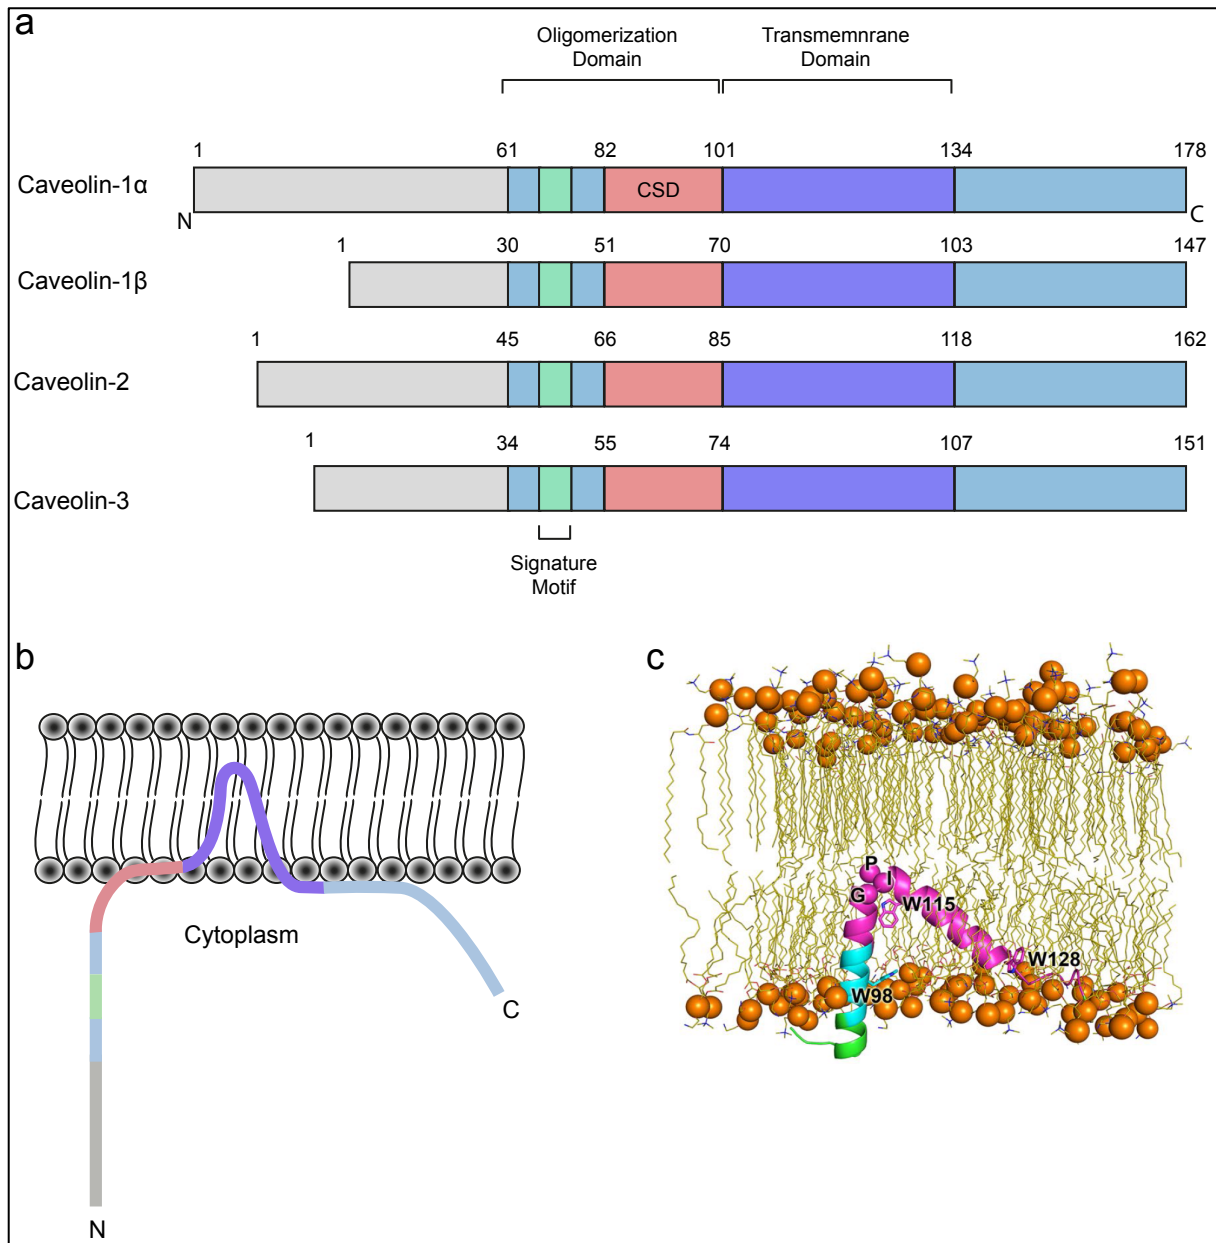 a
Oligomerization
Domain
Transmemnrane
Domain
1 61 82 101 134 178
Caveolin-1α
CSD
N
C
1 30 51 70 103 147
Caveolin-1β
1 45 66 85 118 162
Caveolin-2
1 34 55 74 107 151
Caveolin-3
Signature
Motif
b
Cytoplasm
C
N
c
P
I
G
W115
W128
W98